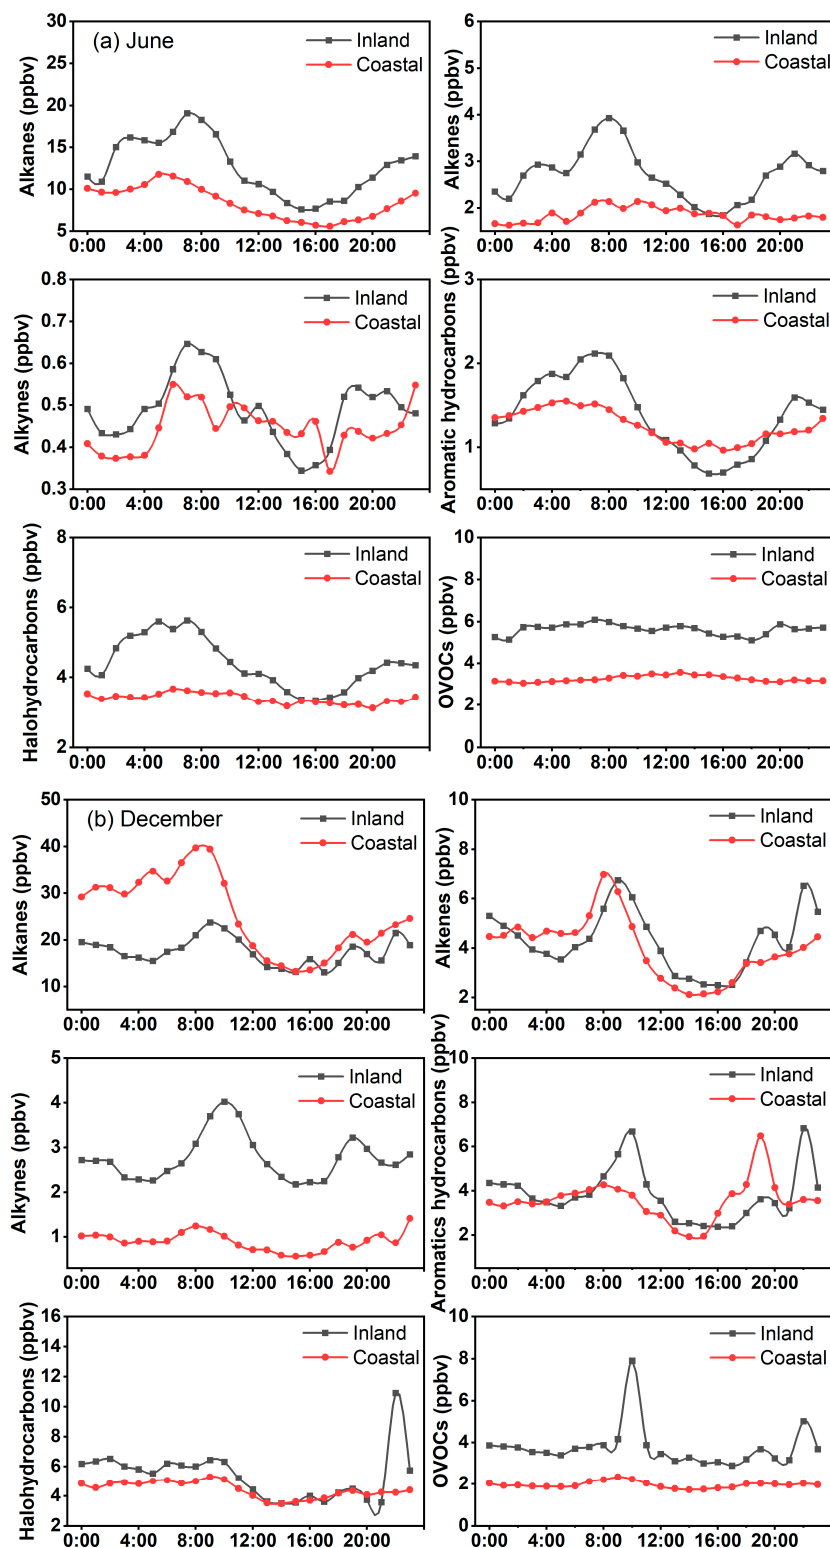 (a) June
Alkanes (ppbv)
30
25
20
15
10
5
Inland
Coastal
0:00 4:00 8:00 12:00 16:00 20:00
Alkenes (ppbv)
6
5
4
3
2
Inland
Coastal
0:00 4:00 8:00 12:00 16:00 20:00
Alkynes (ppbv)
0.8
0.7
0.6
0.5
0.4
0.3
Inland
Coastal
0:00 4:00 8:00 12:00 16:00 20:00
Aromatic hydrocarbons (ppbv)
3
2
1
Inland
Coastal
0:00 4:00 8:00 12:00 16:00 20:00
Halohydrocarbons (ppbv)
8
6
4
2
Inland
Coastal
0:00 4:00 8:00 12:00 16:00 20:00
OVOCs (ppbv)
10
8
6
4
2
0
Inland
Coastal
0:00 4:00 8:00 12:00 16:00 20:00
(b) December
Alkanes (ppbv)
50
40
30
20
10
Inland
Coastal
0:00 4:00 8:00 12:00 16:00 20:00
Alkenes (ppbv)
10
8
6
4
2
Inland
Coastal
0:00 4:00 8:00 12:00 16:00 20:00
Alkynes (ppbv)
5
4
3
2
1
Inland
Coastal
0:00 4:00 8:00 12:00 16:00 20:00
Aromatics hydrocarbons (ppbv)
10
8
6
4
2
Inland
Coastal
0:00 4:00 8:00 12:00 16:00 20:00
Halohydrocarbons (ppbv)
16
14
12
10
8
6
4
2
Inland
Coastal
0:00 4:00 8:00 12:00 16:00 20:00
OVOCs (ppbv)
10
8
6
4
2
0
Inland
Coastal
0:00 4:00 8:00 12:00 16:00 20:00